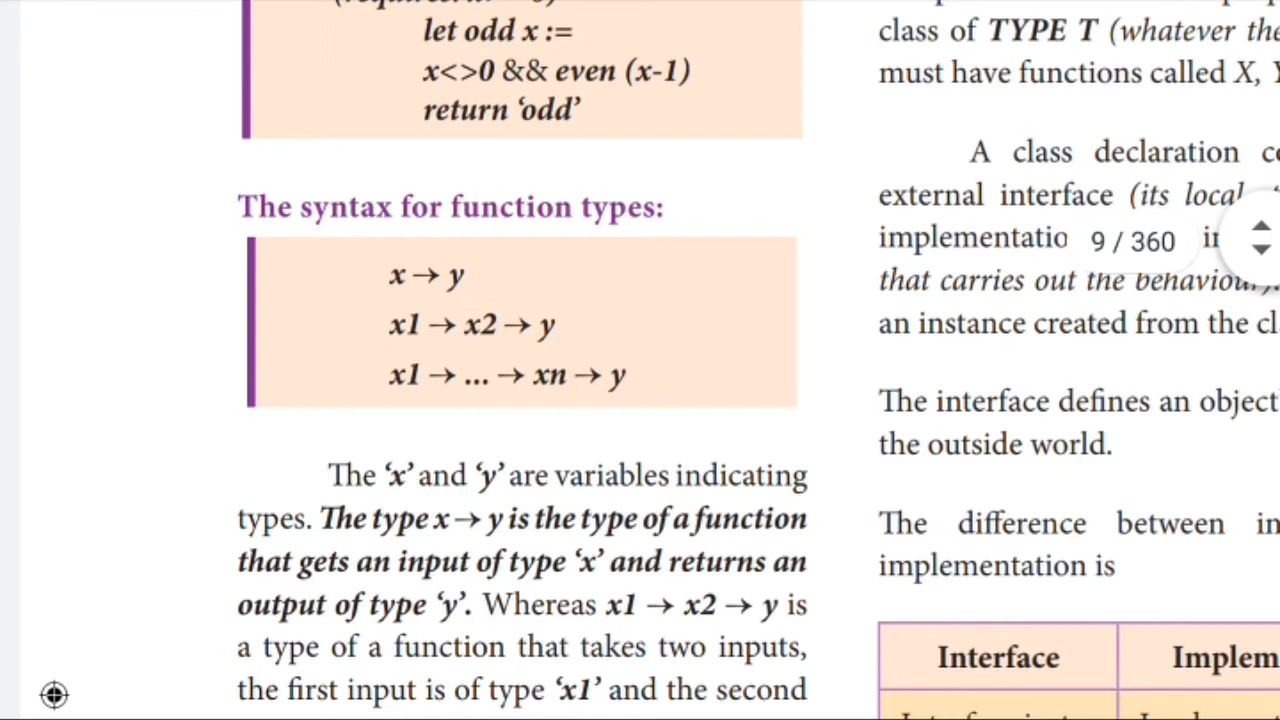 let odd x :=
x<>0 && even (x-1)
return ‘odd’
The syntax for function types:
x → y
x1 → x2 → y
x1 → ... → xn → y
The ‘x’ and ‘y’ are variables indicating
types. The type x → y is the type of a function
that gets an input of type ‘x’ and returns an
output of type ‘y’. Whereas x1 → x2 → y is
a type of a function that takes two inputs,
the first input is of type ‘x1’ and the second
class of TYPE T (whatever the
must have functions called X,
A class declaration
external interface (its local
implementatio
9 / 360
that carries out the behaviour).
an instance created from the
The interface defines an object
the outside world.
The difference between
implementation is
Interface
Implem